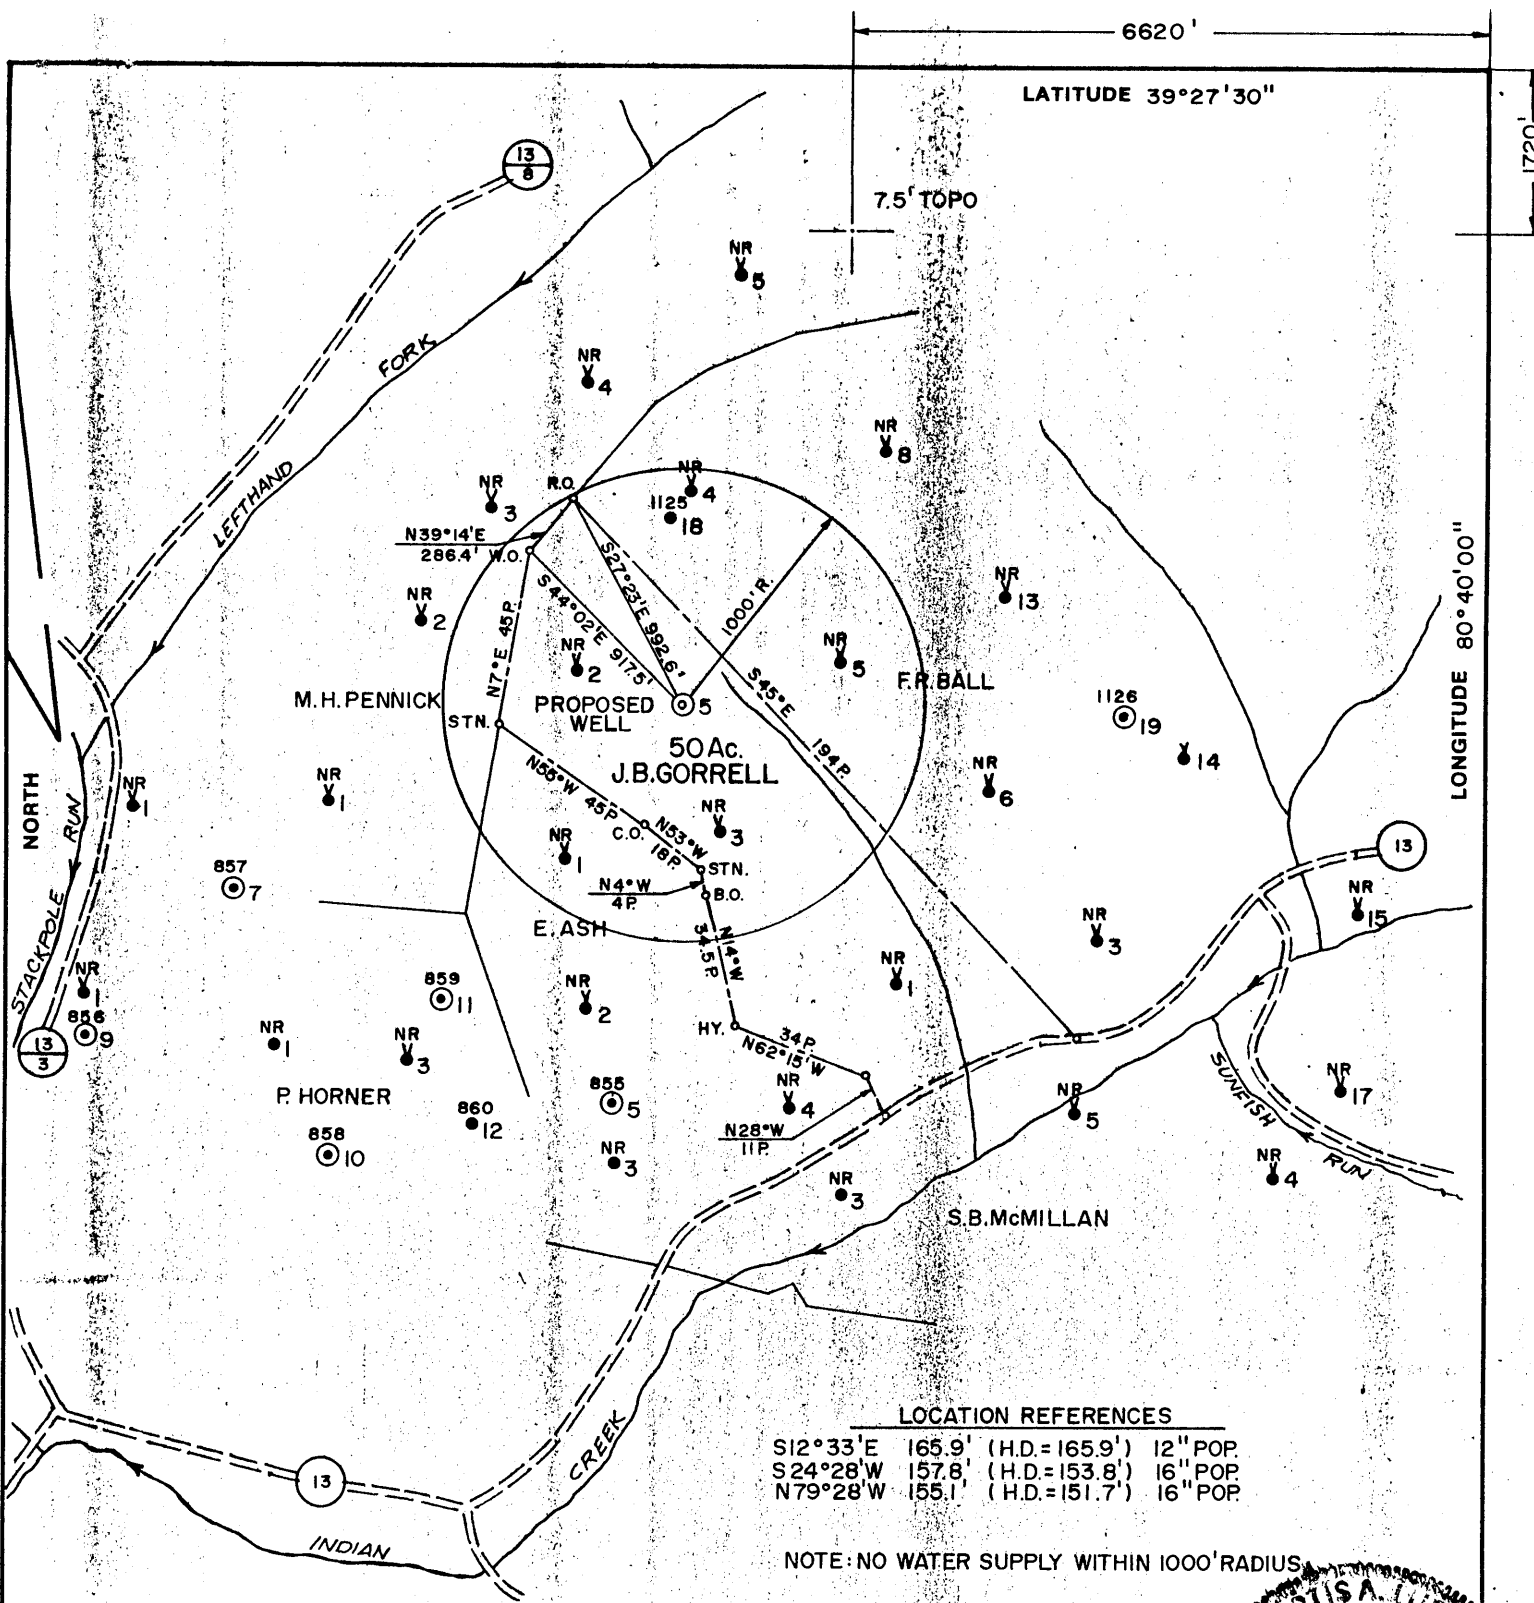 6620'
LATITUDE 39°27'30"
1720'
7.5' TOPO
13
8
NR
5
FORK
NR
4
NR
8
LEFTHAND
NR
3
R.O.
NR
4
1125
18
N39°14'E
286.4'
W.O.
S27°23'E 992.6'
S44°02'E 917.5'
1000' R.
LONGITUDE 80°40'00"
NR
13
NR
2
N7°E 45P.
NR
2
NR
5
F.R. BALL
M.H. PENNICK
STN.
PROPOSED
WELL
5
S45°E 194P.
1126
19
14
50 Ac.
J.B. GORRELL
N55°W 45P.
NORTH
NR
1
NR
1
NR
6
NR
3
C.O.
N53°W
18P.
NR
1
STN.
N4°W
4P.
B.O.
13
857
7
STACKPOLE RUN
E. ASH
N14°W
34.5P.
NR
15
NR
3
NR
1
NR
1
859
11
NR
2
856
9
HY.
34P.
N62°15'W
13
3
NR
1
NR
3
P. HORNER
855
5
NR
4
NR
5
SUNFISH RUN
NR
17
860
12
N28°W
11P.
858
10
NR
3
NR
3
NR
4
S.B. McMILLAN
LOCATION REFERENCES
S12°33'E 165.9' (H.D.=165.9') 12" POP.
S24°28'W 157.8' (H.D.=153.8') 16" POP.
N79°28'W 155.1' (H.D.=151.7') 16" POP.
CREEK
13
INDIAN
NOTE: NO WATER SUPPLY WITHIN 1000' RADIUS